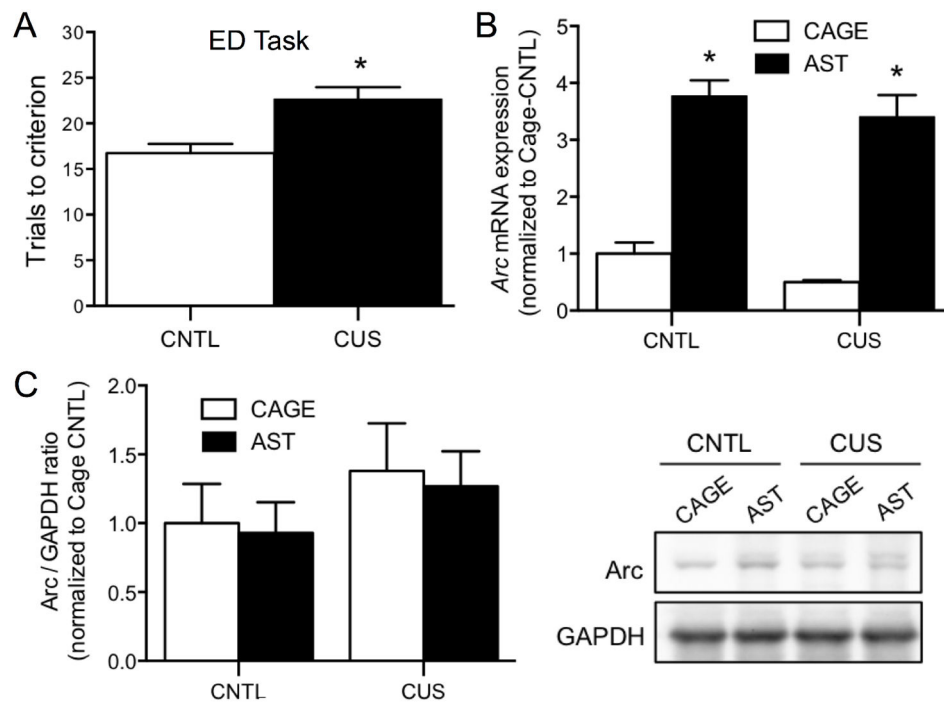 A
ED Task
Trials to criterion
30
25
20
15
10
5
0
CNTL
CUS
*
B
CAGE
AST
Arc mRNA expression
(normalized to Cage-CNTL)
5
4
3
2
1
0
*
*
CNTL
CUS
C
Arc / GAPDH ratio
(normalized to Cage CNTL)
2.0
1.5
1.0
0.5
0.0
CAGE
AST
CNTL
CUS
CNTL
CUS
CAGE
AST
CAGE
AST
Arc
GAPDH